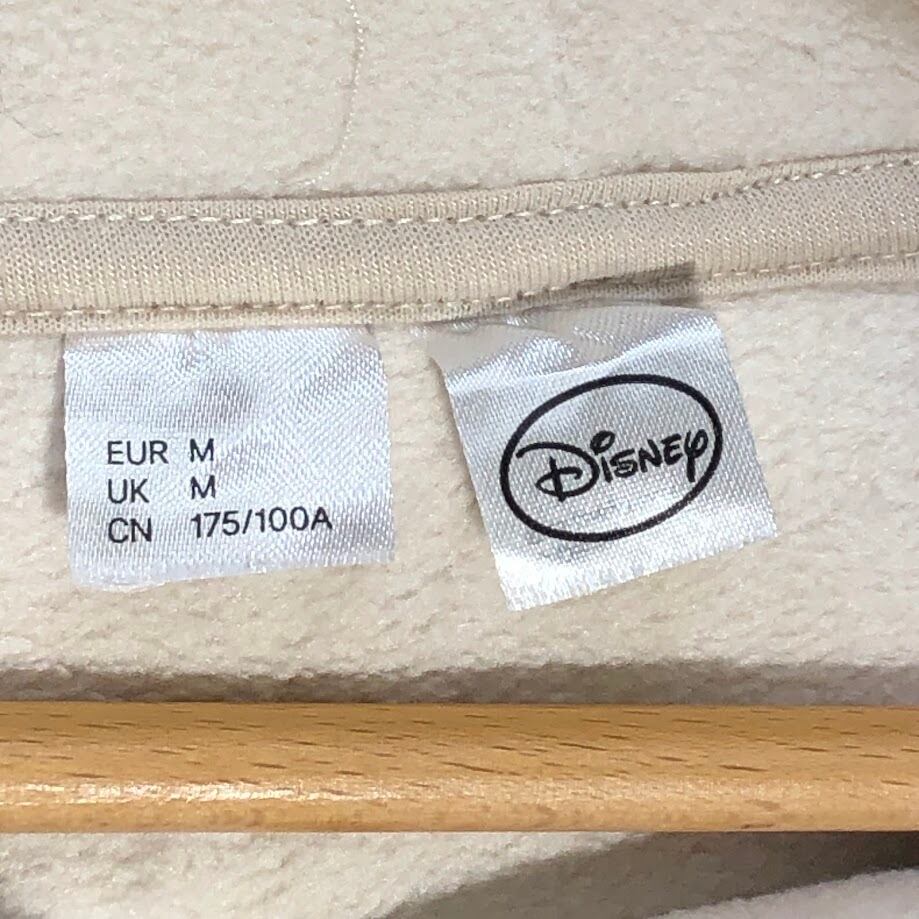 EUR M
UK M
CN 175/100A
Disney